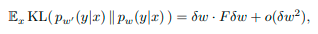 𝔼ₓ KL( p_{w′}(y|x) ‖ p_w(y|x) ) = δw · Fδw + o(δw²),